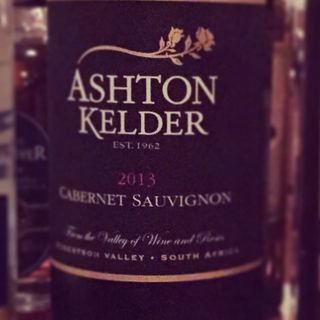 ASHTON
KELDER
EST. 1962
2013
CABERNET SAUVIGNON
From the Valley of Wine and Roses
ROBERTSON VALLEY • SOUTH AFRICA